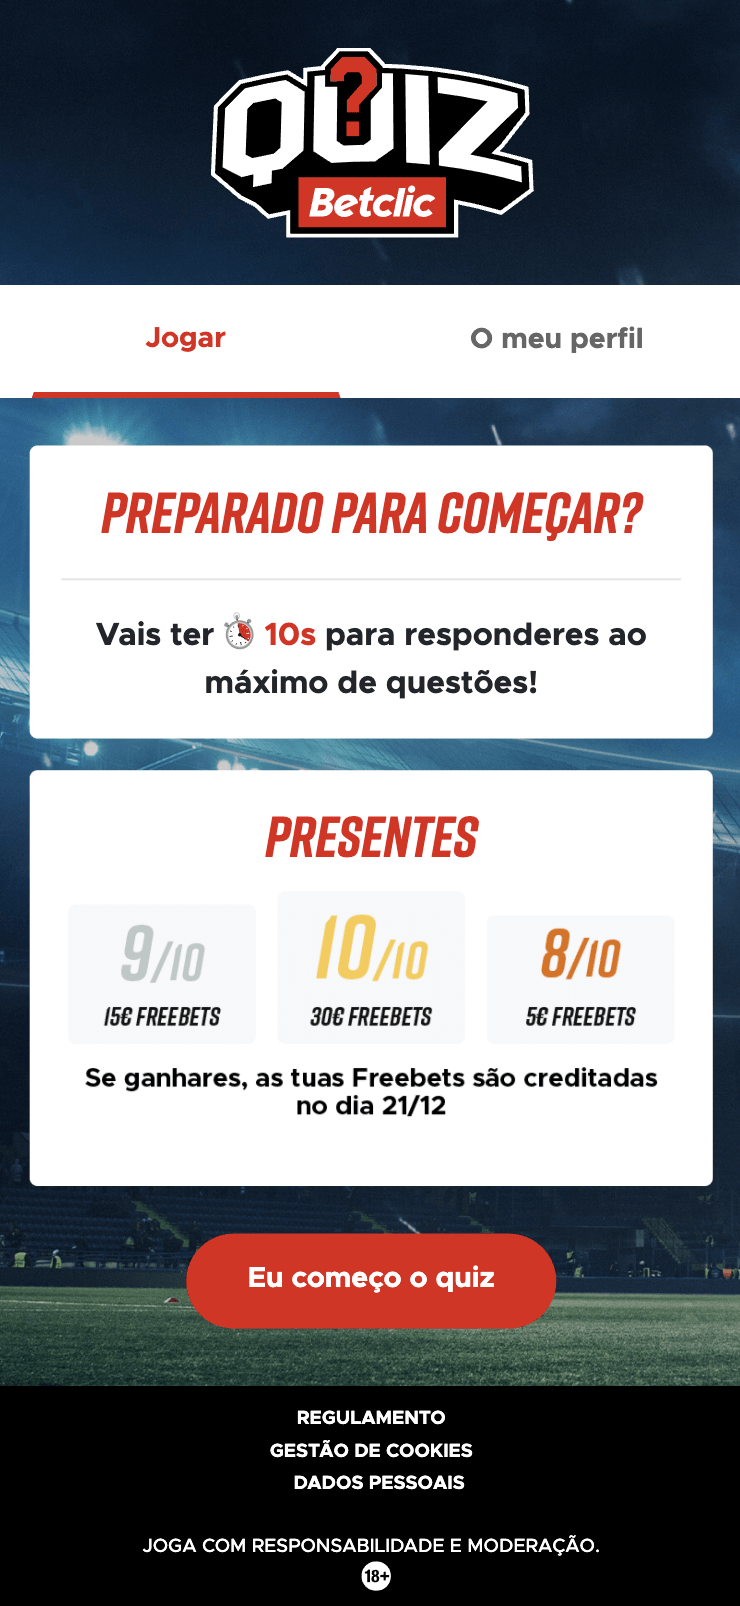 QUIZ
Betclic
Jogar
O meu perfil
PREPARADO PARA COMEÇAR?
Vais ter 10s para responderes ao
máximo de questões!
PRESENTES
9/10
15€ FREEBETS
10/10
30€ FREEBETS
8/10
5€ FREEBETS
Se ganhares, as tuas Freebets são creditadas
no dia 21/12
Eu começo o quiz
REGULAMENTO
GESTÃO DE COOKIES
DADOS PESSOAIS
JOGA COM RESPONSABILIDADE E MODERAÇÃO.
18+